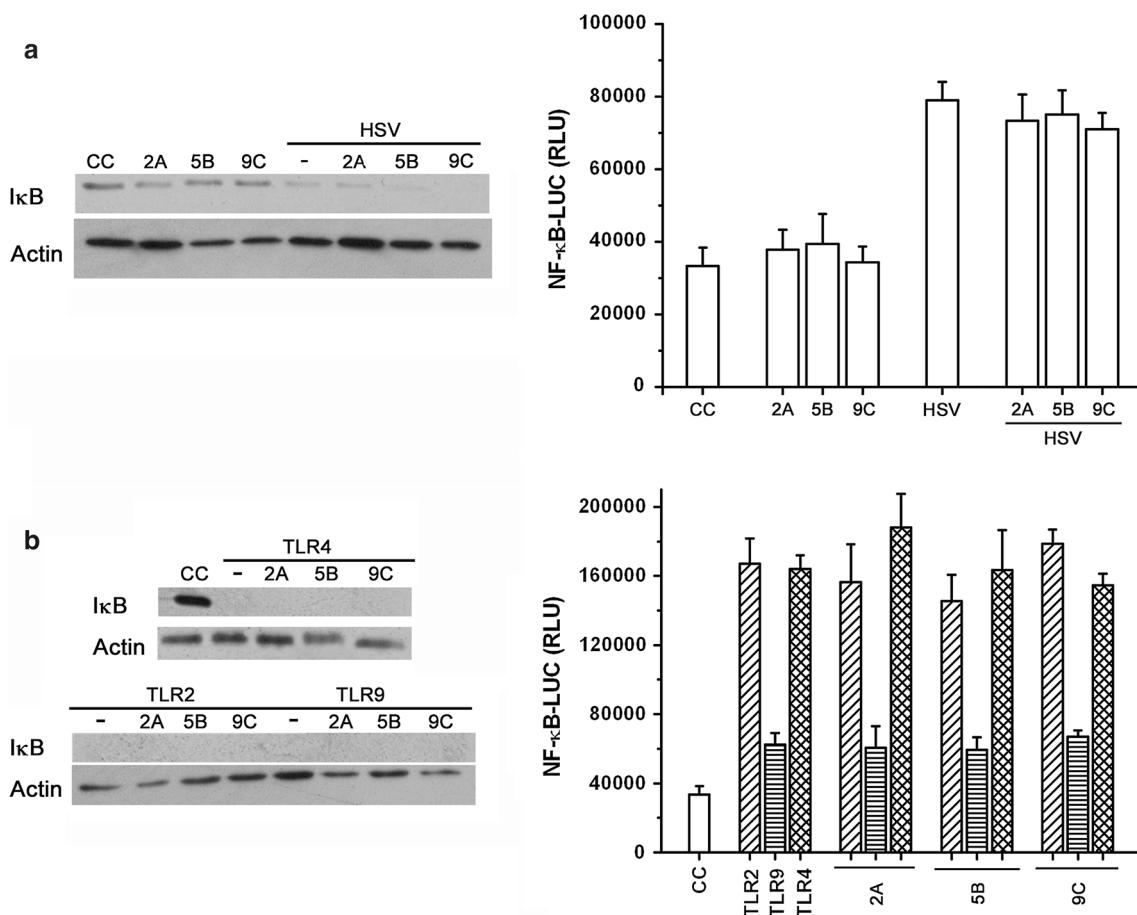 a
HSV
CC 2A 5B 9C - 2A 5B 9C
IκB
Actin
NF-κB-LUC (RLU)
100000
80000
60000
40000
20000
0
CC 2A 5B 9C HSV 2A 5B 9C
HSV
b
TLR4
CC - 2A 5B 9C
IκB
Actin
TLR2 TLR9
- 2A 5B 9C - 2A 5B 9C
IκB
Actin
NF-κB-LUC (RLU)
200000
160000
120000
80000
40000
0
CC TLR2 TLR9 TLR4 2A 5B 9C